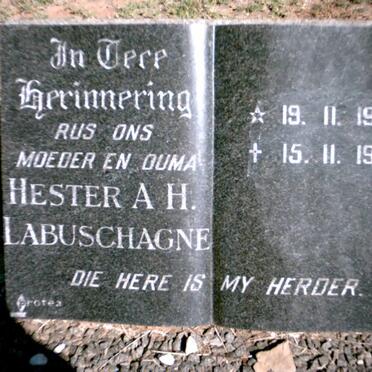 In Tere
Herinnering
RUS ONS
MOEDER EN OUMA
HESTER A H.
LABUSCHAGNE
☆ 19. 11. 19
✝ 15. 11. 19
DIE HERE IS MY HERDER.
Protea